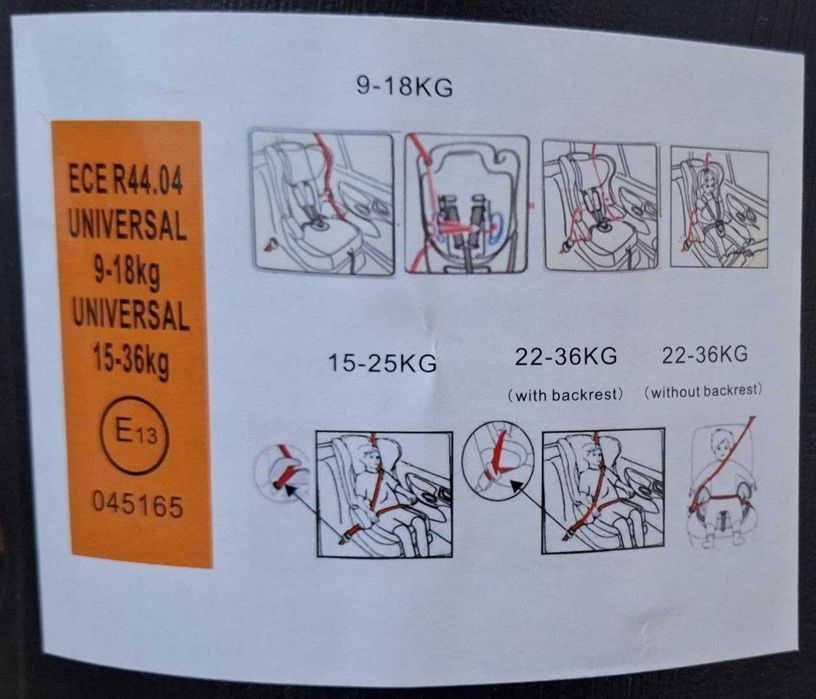 9-18KG
ECE R44.04
UNIVERSAL
9-18kg
UNIVERSAL
15-36kg
E13
045165
15-25KG
22-36KG
(with backrest)
22-36KG
(without backrest)